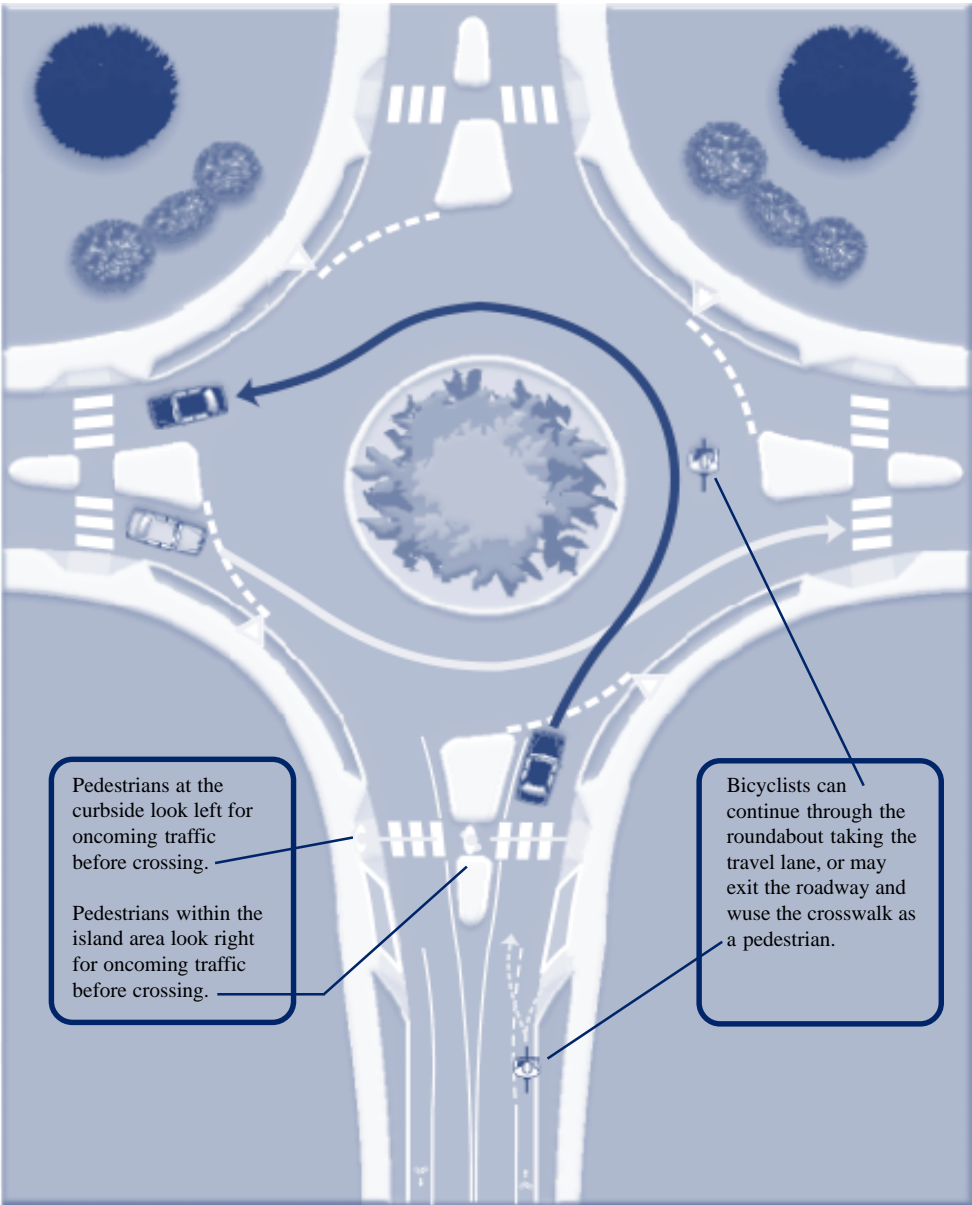 Pedestrians at the
curbside look left for
oncoming traffic
before crossing.
Pedestrians within the
island area look right
for oncoming traffic
before crossing.
Bicyclists can
continue through the
roundabout taking the
travel lane, or may
exit the roadway and
wuse the crosswalk as
a pedestrian.